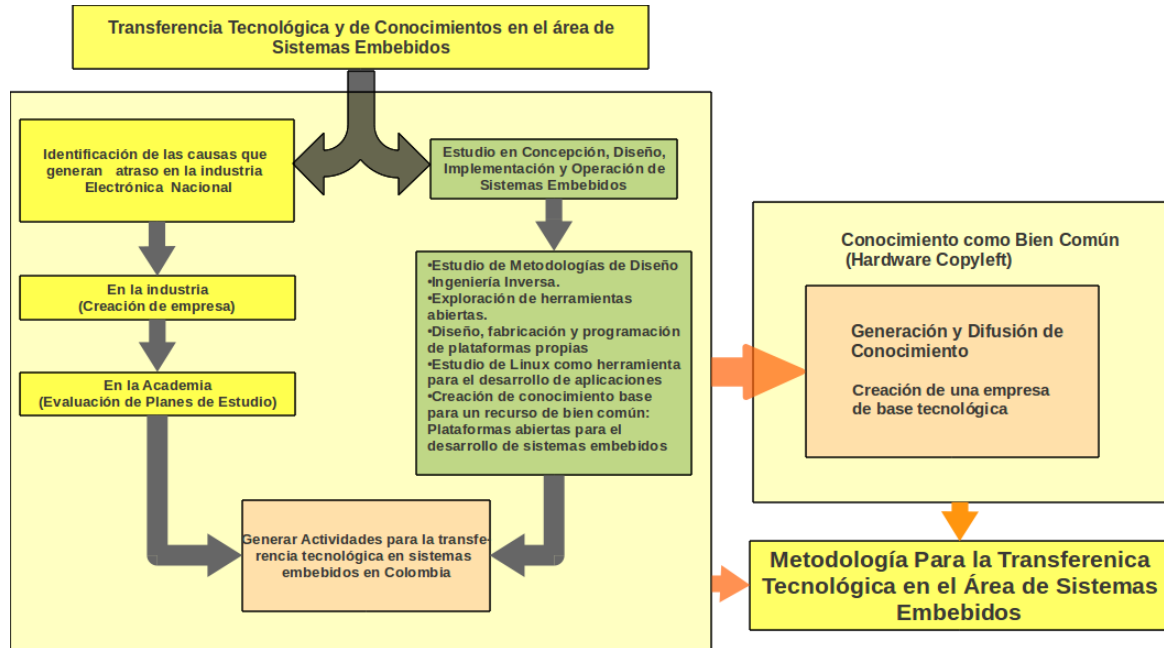 Transferencia Tecnológica y de Conocimientos en el área de
Sistemas Embebidos
Identificación de las causas que
generan atraso en la industria
Electrónica Nacional
En la industria
(Creación de empresa)
En la Academia
(Evaluación de Planes de Estudio)
Estudio en Concepción, Diseño,
Implementación y Operación de
Sistemas Embebidos
•Estudio de Metodologías de Diseño
•Ingeniería Inversa.
•Exploración de herramientas
abiertas.
•Diseño, fabricación y programación
de plataformas propias
•Estudio de Linux como herramienta
para el desarrollo de aplicaciones
•Creación de conocimiento base
para un recurso de bien común:
Plataformas abiertas para el
desarrollo de sistemas embebidos
Generar Actividades para la transfe-
rencia tecnológica en sistemas
embebidos en Colombia
Conocimiento como Bien Común
(Hardware Copyleft)
Generación y Difusión de
Conocimiento
Creación de una empresa
de base tecnológica
Metodología Para la Transferenica
Tecnológica en el Área de Sistemas
Embebidos